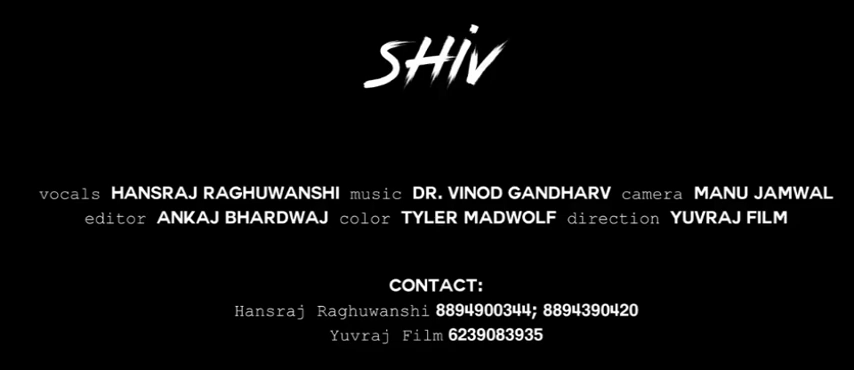 SHiV
vocals HANSRAJ RAGHUWANSHI music DR. VINOD GANDHARV camera MANU JAMWAL
editor ANKAJ BHARDWAJ color TYLER MADWOLF direction YUVRAJ FILM
CONTACT:
Hansraj Raghuwanshi 8894900344; 8894390420
Yuvraj Film 6239083935